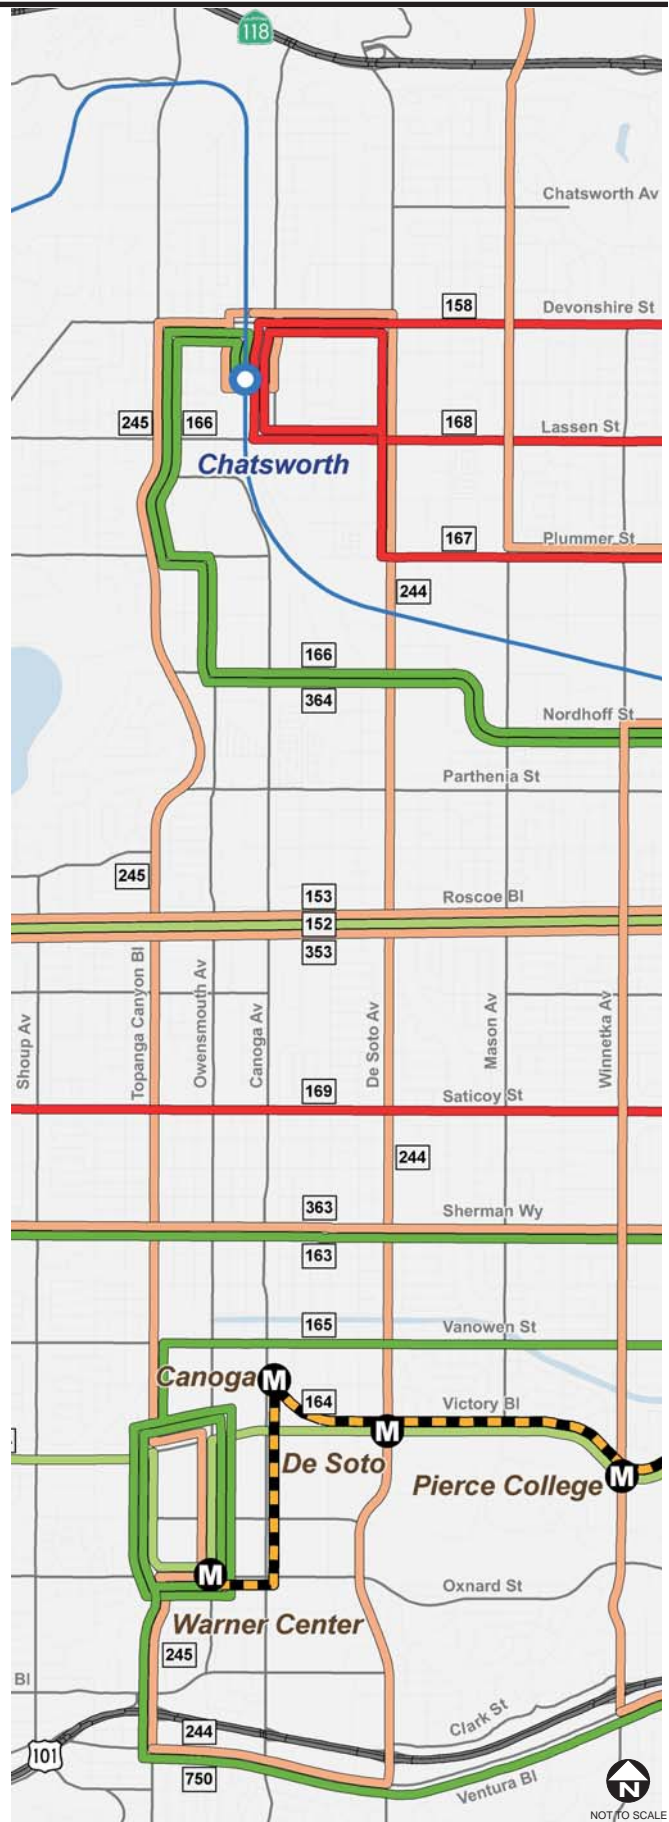 118
Chatsworth Av
158
Devonshire St
245
166
168
Lassen St
Chatsworth
167
Plummer St
244
166
364
Nordhoff St
Parthenia St
245
153
Roscoe Bl
152
353
Shoup Av
Topanga Canyon Bl
Owensmouth Av
Canoga Av
De Soto Av
Mason Av
Winnetka Av
169
Saticoy St
244
363
Sherman Wy
163
165
Vanowen St
Canoga
M
164
Victory Bl
M
De Soto
Pierce College
M
M
Oxnard St
Warner Center
245
Bl
Clark St
244
101
750
Ventura Bl
N
NOT TO SCALE